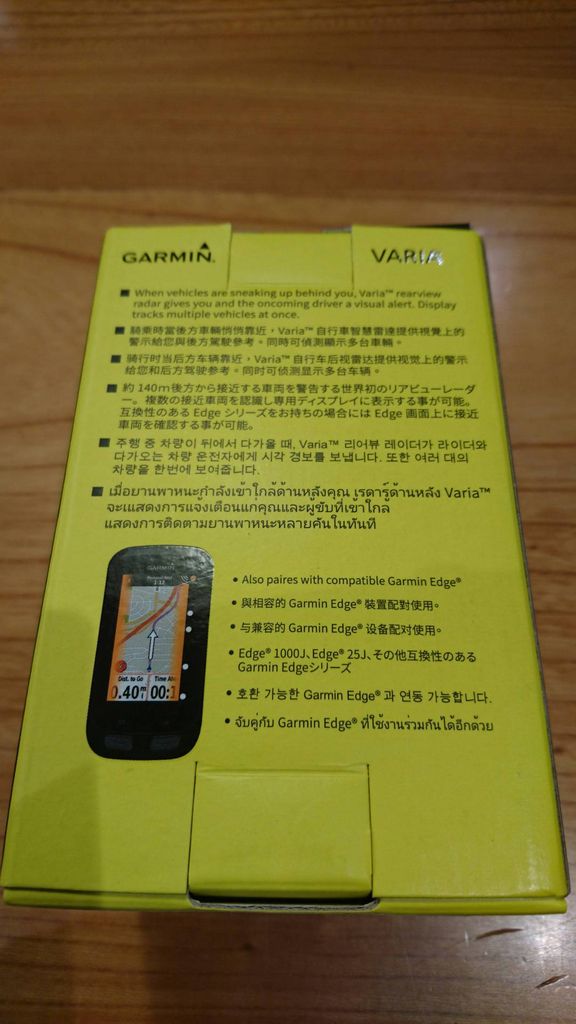 GARMIN.
VARIA
■ When vehicles are sneaking up behind you, Varia™ rearview
radar gives you and the oncoming driver a visual alert. Display
tracks multiple vehicles at once.
■ 騎乘時當後方車輛悄悄靠近，Varia™ 自行車智慧雷達提供視覺上的
警示給您與後方駕駛參考。同時可偵測顯示多台車輛。
■ 骑行时当后方车辆靠近，Varia™ 自行车后视雷达提供视觉上的警示
给您和后方驾驶参考。同时可侦测显示多台车辆。
■ 約 140m後方から接近する車両を警告する世界初のリアビューレーダ
ー。複数の接近車両を認識し専用ディスプレイに表示する事が可能。
互換性のある Edge シリーズをお持ちの場合には Edge 画面上に接近
車両を確認する事が可能。
■ 주행 중 차량이 뒤에서 다가올 때, Varia™ 리어뷰 레이더가 라이더와
다가오는 차량 운전자에게 시각 경보를 보냅니다. 또한 여러 대의
차량을 한번에 보여줍니다.
■ เมื่อยานพาหนะกำลังเข้าใกล้ด้านหลังคุณ เรดาร์ด้านหลัง Varia™
จะแสดงการแจ้งเตือนแก่คุณและผู้ขับที่เข้าใกล้
แสดงการติดตามยานพาหนะหลายคันในทันที
GARMIN
Dist. to Go
0.40
00:
• Also paires with compatible Garmin Edge®
• 與相容的 Garmin Edge® 裝置配對使用。
• 与兼容的 Garmin Edge® 设备配对使用。
• Edge® 1000J、Edge® 25J、その他互換性のある
Garmin Edgeシリーズ
• 호환 가능한 Garmin Edge® 과 연동 가능합니다.
• จับคู่กับ Garmin Edge® ที่ใช้งานร่วมกันได้อีกด้วย